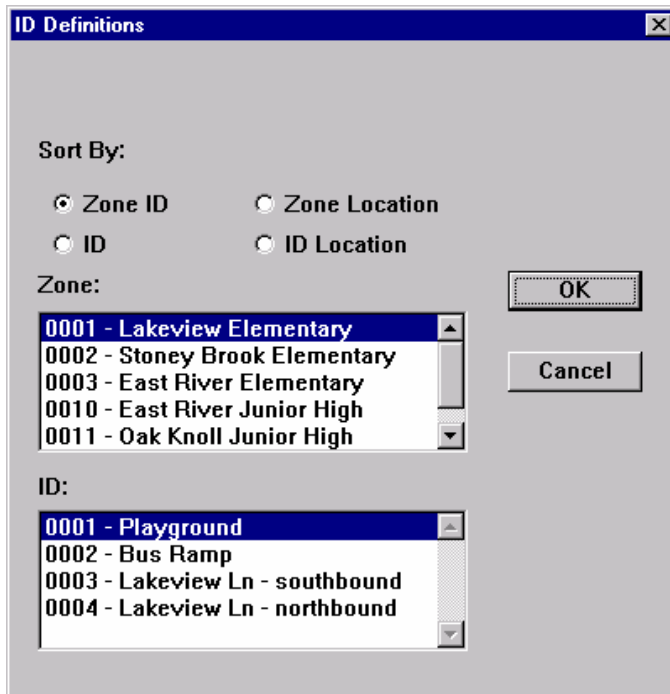 ID Definitions
Sort By:
Zone ID
Zone Location
ID
ID Location
Zone:
0001 - Lakeview Elementary
0002 - Stoney Brook Elementary
0003 - East River Elementary
0010 - East River Junior High
0011 - Oak Knoll Junior High
OK
Cancel
ID:
0001 - Playground
0002 - Bus Ramp
0003 - Lakeview Ln - southbound
0004 - Lakeview Ln - northbound